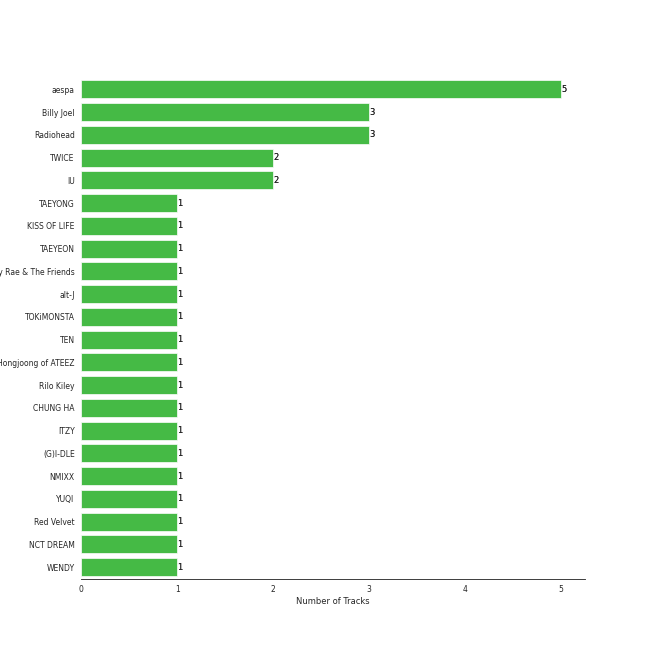 aespa 5
Billy Joel 3
Radiohead 3
TWICE 2
IU 2
TAEYONG 1
KISS OF LIFE 1
TAEYEON 1
Rae & The Friends 1
alt-J 1
TOKiMONSTA 1
TEN 1
Hongjoong of ATEEZ 1
Rilo Kiley 1
CHUNG HA 1
ITZY 1
(G)I-DLE 1
NMIXX 1
YUQI 1
Red Velvet 1
NCT DREAM 1
WENDY 1
0 1 2 3 4 5
Number of Tracks